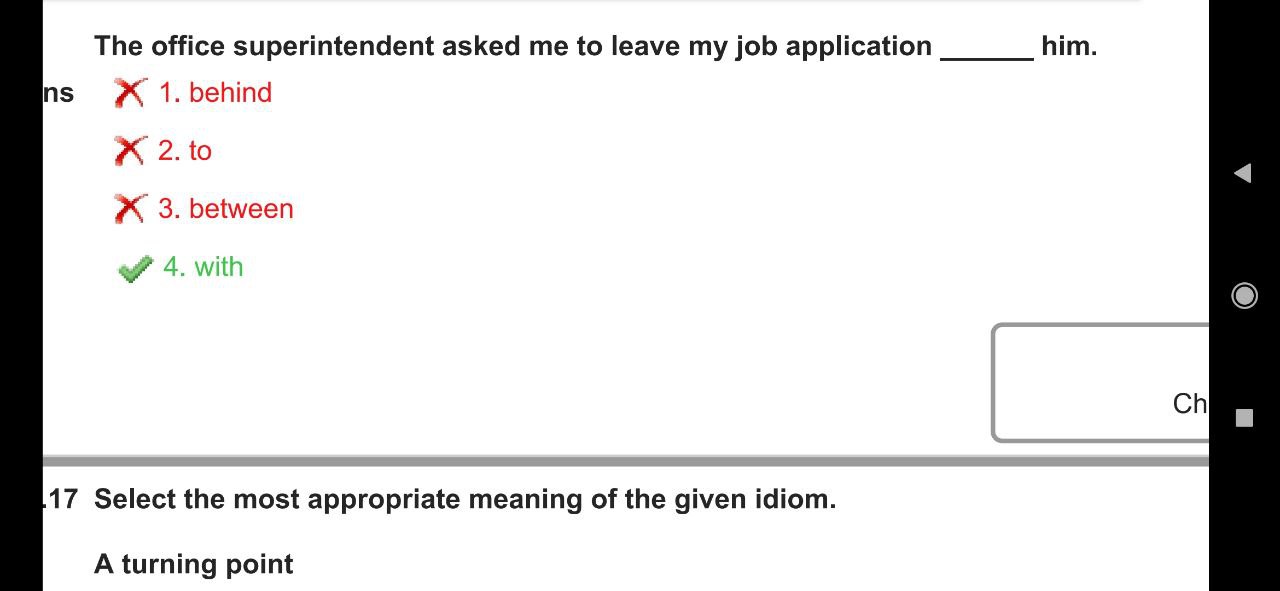 The office superintendent asked me to leave my job application ______ him.
ns 1. behind
2. to
3. between
4. with
Ch
.17 Select the most appropriate meaning of the given idiom.
A turning point